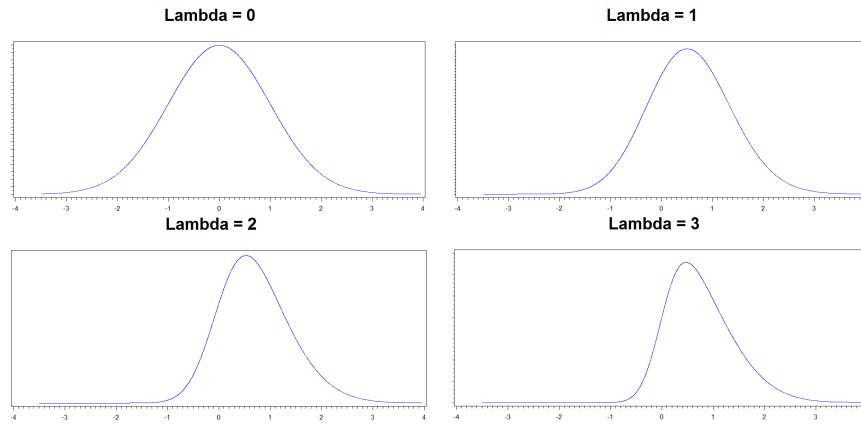 Lambda = 0
Lambda = 1
-4 -3 -2 -1 0 1 2 3 4
-4 -3 -2 -1 0 1 2 3
Lambda = 2
Lambda = 3
-4 -3 -2 -1 0 1 2 3 4
-4 -3 -2 -1 0 1 2 3